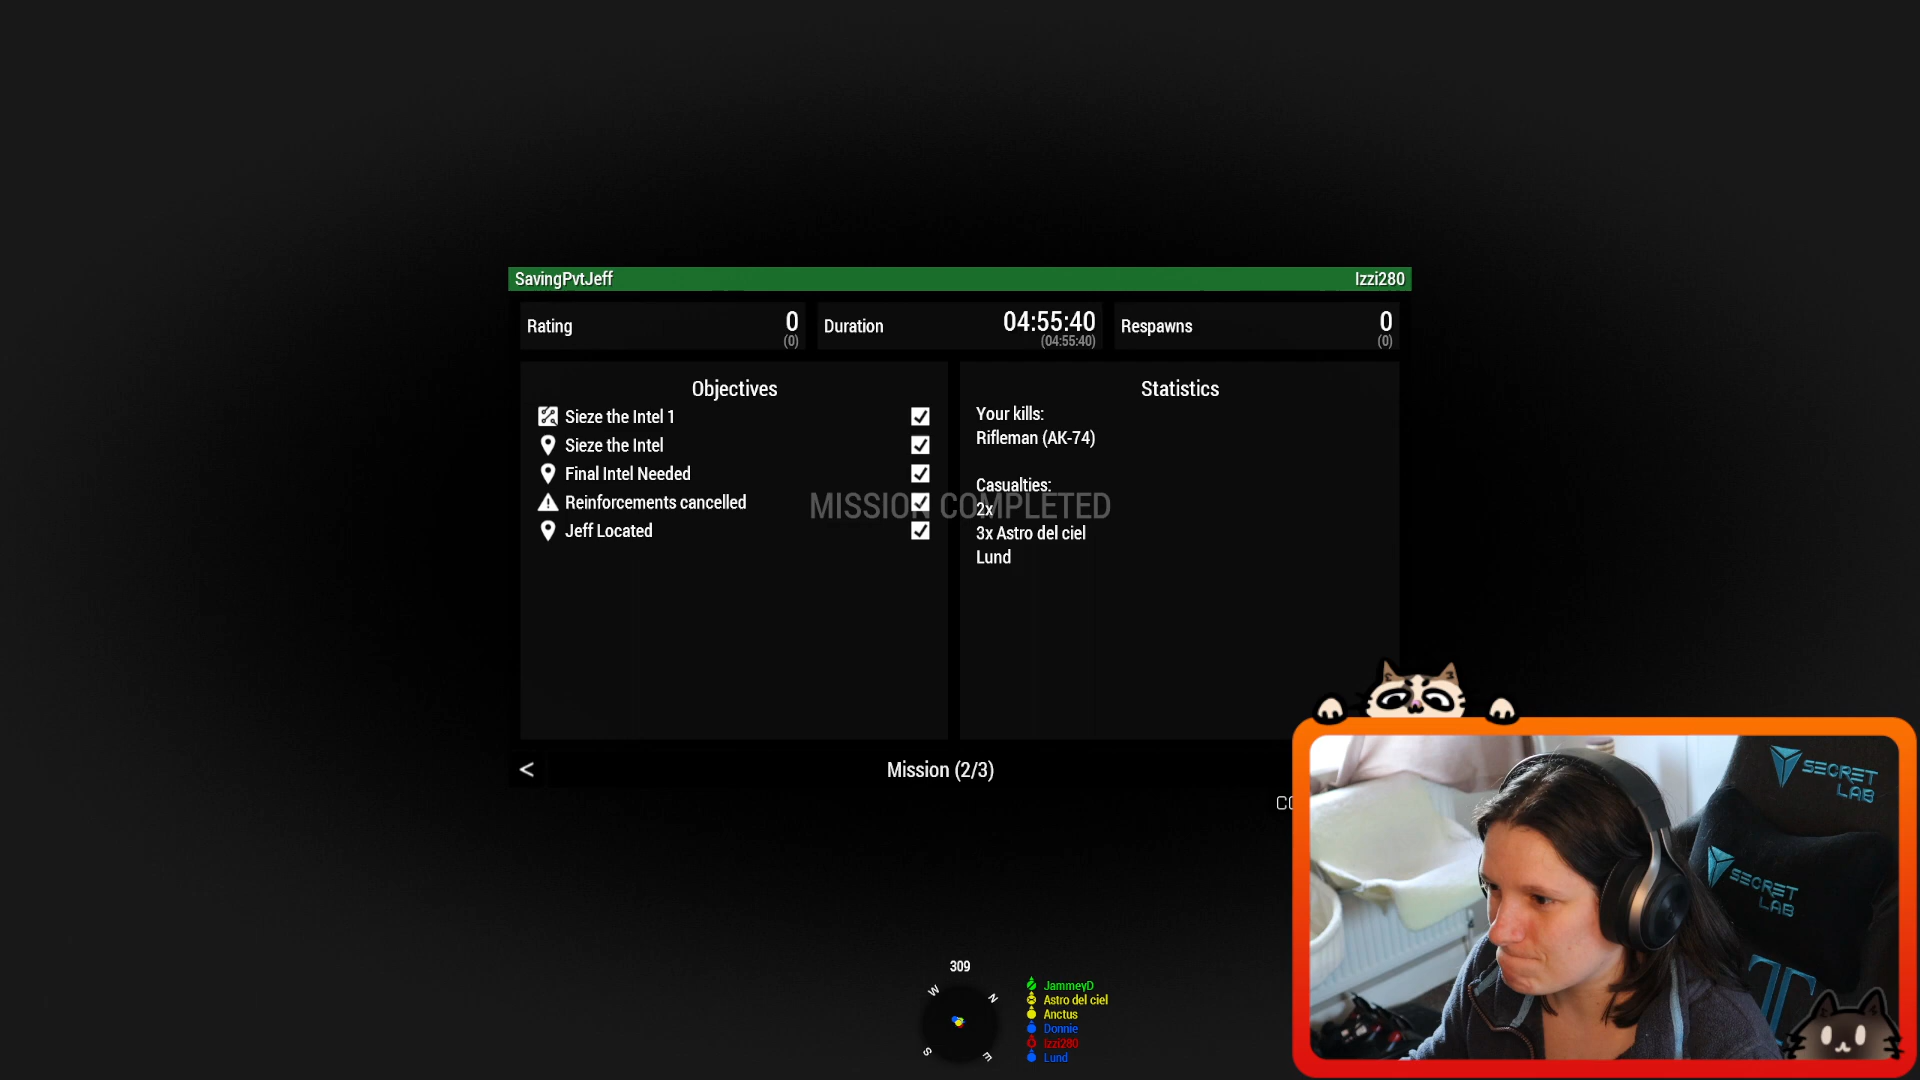 SavingPvtJeff Izzi280
Rating 0 (0)
Duration 04:55:40 (04:55:40)
Respawns 0 (0)
Objectives
Sieze the Intel 1
Sieze the Intel
Final Intel Needed
Reinforcements cancelled
Jeff Located
Statistics
Your kills:
Rifleman (AK-74)
Casualties:
2x
3x Astro del ciel
Lund
MISSION COMPLETED
< Mission (2/3)
CO
SECRET
LAB
SECRET
LAB
309
W
N
S
E
JammeyD
Astro del ciel
Anctus
Donnie
Izzi280
Lund